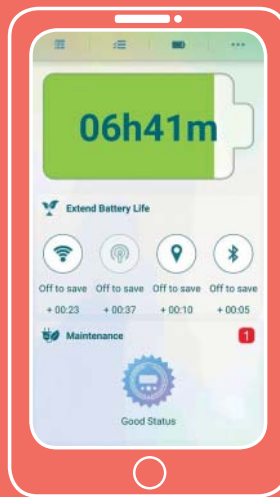 06h41m
Extend Battery Life
Off to save Off to save Off to save Off to save
+ 00:23 + 00:37 + 00:10 + 00:05
Maintenance 1
Good Status